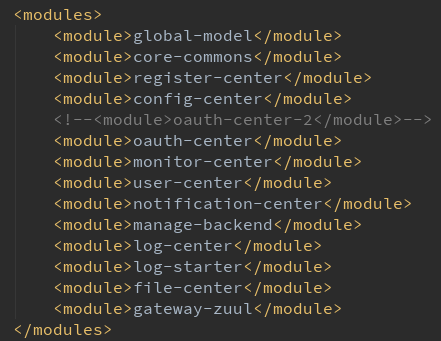 <modules>
<module>global-model</module>
<module>core-commons</module>
<module>register-center</module>
<module>config-center</module>
<!--<module>oauth-center-2</module>-->
<module>oauth-center</module>
<module>monitor-center</module>
<module>user-center</module>
<module>notification-center</module>
<module>manage-backend</module>
<module>log-center</module>
<module>log-starter</module>
<module>file-center</module>
<module>gateway-zuul</module>
</modules>